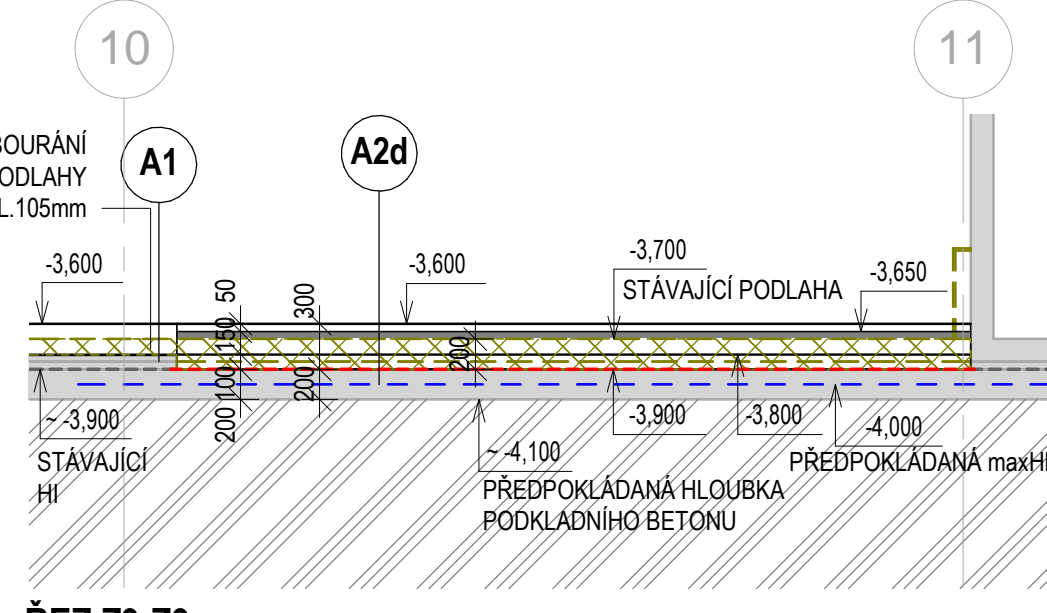 10
11
BOURÁNÍ
ODLAHY
L.105mm
A1
A2d
-3,600
-3,600
-3,700
STÁVAJÍCÍ PODLAHA
-3,650
50
150
100
200
300
200
200
~ -3,900
STÁVAJÍCÍ
HI
~ -4,100
PŘEDPOKLÁDANÁ HLOUBKA
PODKLADNÍHO BETONU
-3,900
-3,800
-4,000
PŘEDPOKLÁDANÁ maxHI